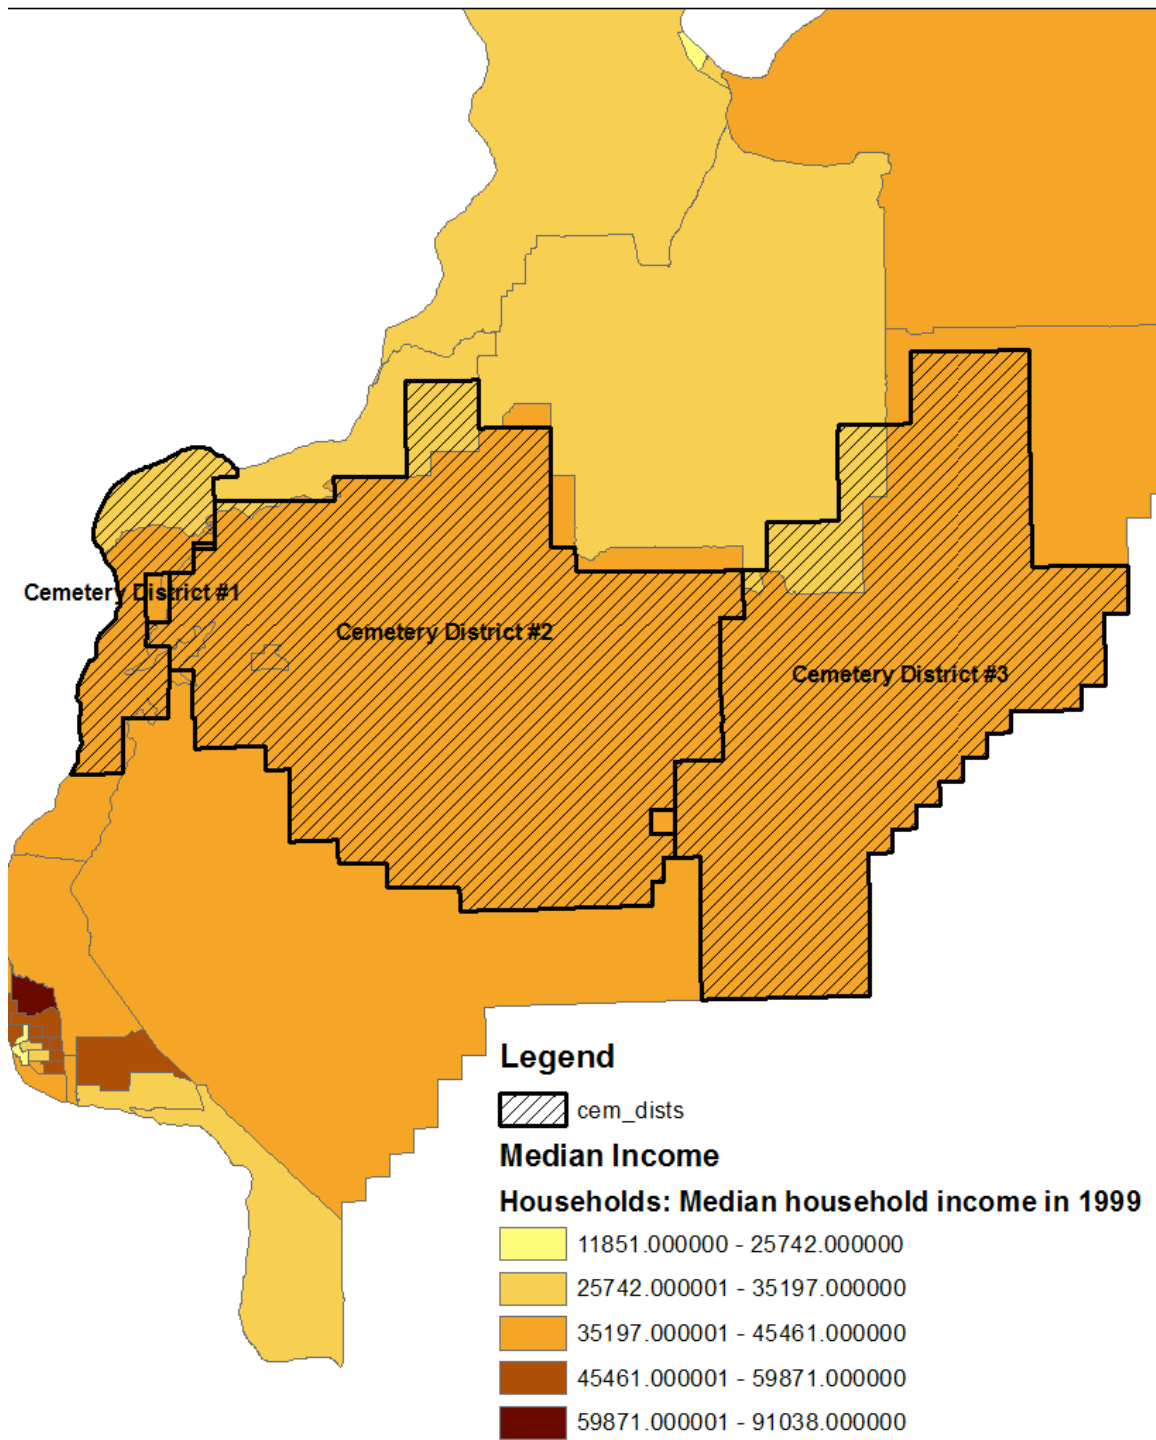 Cemetery District #1
Cemetery District #2
Cemetery District #3
Legend
cem_dists
Median Income
Households: Median household income in 1999
11851.000000 - 25742.000000
25742.000001 - 35197.000000
35197.000001 - 45461.000000
45461.000001 - 59871.000000
59871.000001 - 91038.000000